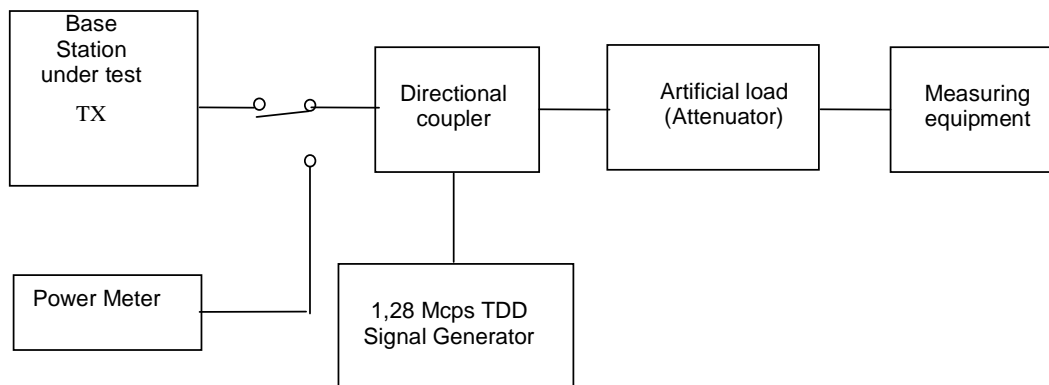 Base
Station
under test
TX
Directional
coupler
Artificial load
(Attenuator)
Measuring
equipment
Power Meter
1,28 Mcps TDD
Signal Generator